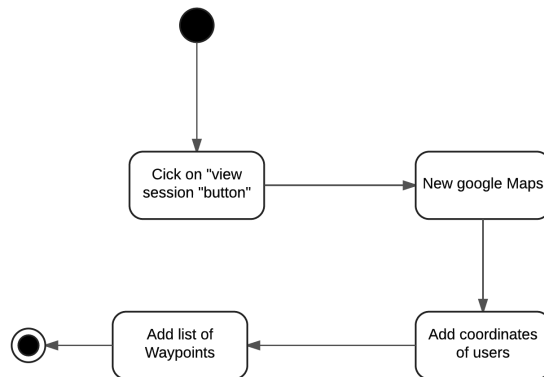 Cick on "view
session "button"
New google Maps
Add list of
Waypoints
Add coordinates
of users